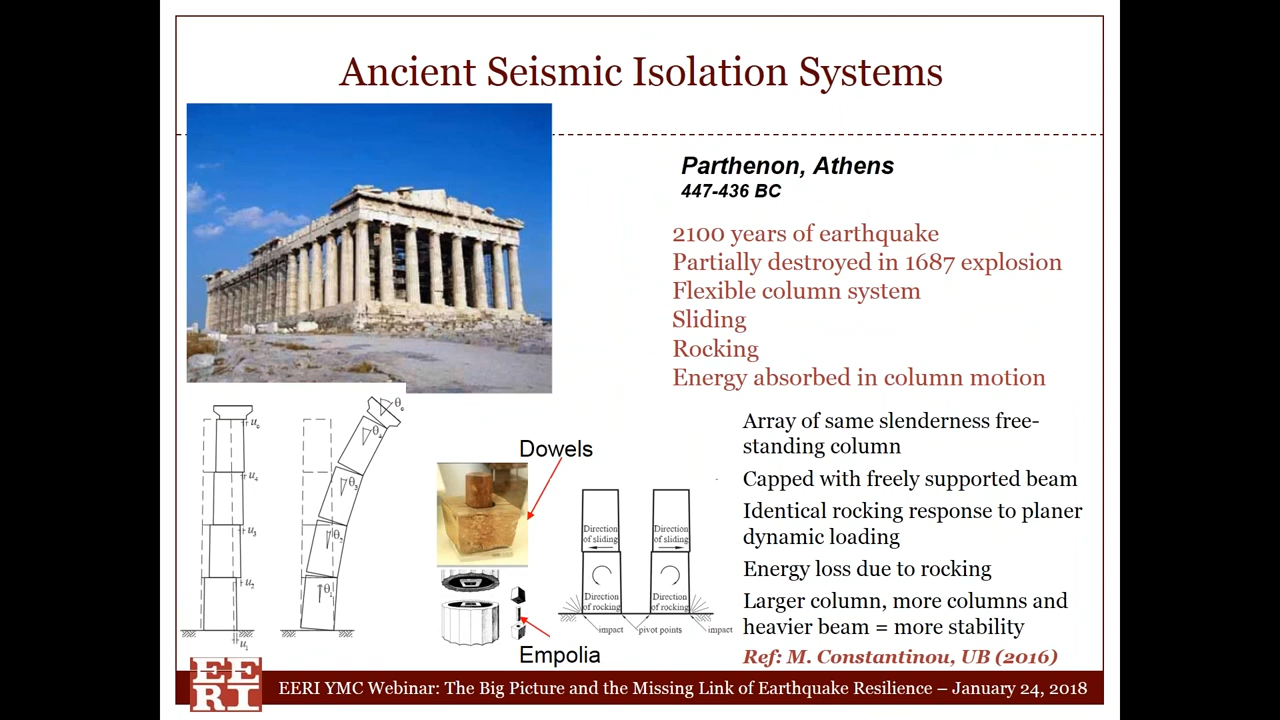 Ancient Seismic Isolation Systems
Parthenon, Athens
447-436 BC
2100 years of earthquake
Partially destroyed in 1687 explosion
Flexible column system
Sliding
Rocking
Energy absorbed in column motion
Array of same slenderness free-
standing column
Capped with freely supported beam
Identical rocking response to planer
dynamic loading
Energy loss due to rocking
Larger column, more columns and
heavier beam = more stability
Ref: M. Constantinou, UB (2016)
Dowels
Empolia
Direction
of sliding
Direction
of sliding
Direction
of rocking
Direction
of rocking
impact
pivot points
impact
EE
RI
EERI YMC Webinar: The Big Picture and the Missing Link of Earthquake Resilience – January 24, 2018